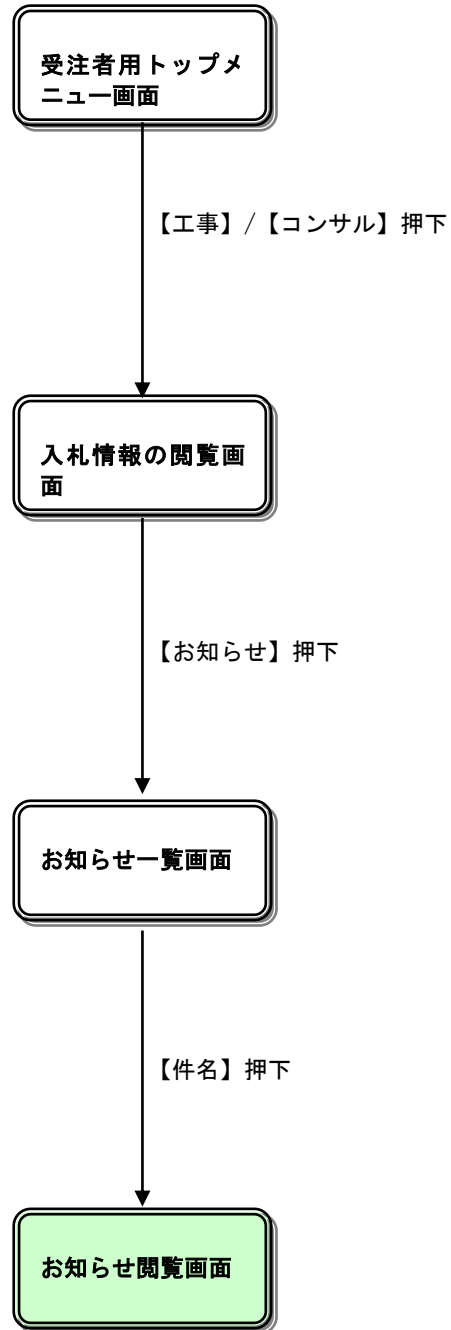 受注者用トップメ
ニュー画面
【工事】/【コンサル】押下
入札情報の閲覧画
面
【お知らせ】押下
お知らせ一覧画面
【件名】押下
お知らせ閲覧画面